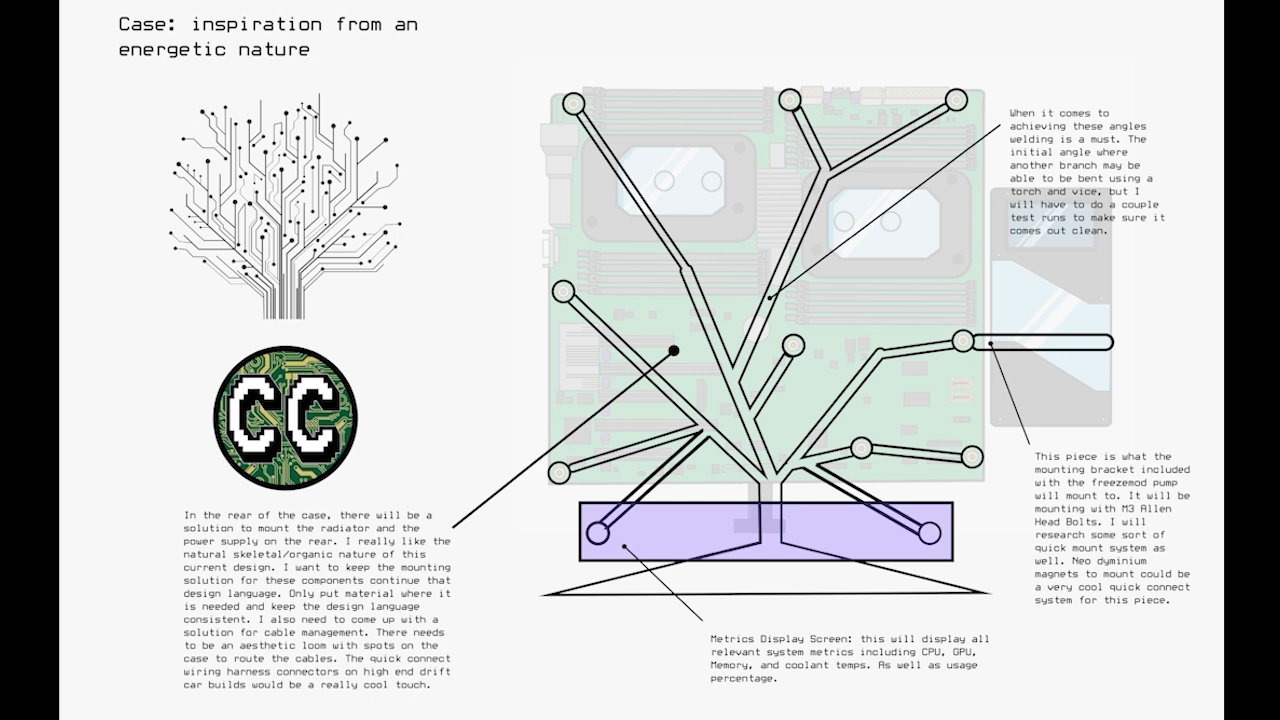 Case: inspiration from an
energetic nature
When it comes to
achieving these angles
welding is a must. The
initial angle where
another branch may be
able to be bent using a
torch and vice, but I
will have to do a couple
test runs to make sure it
comes out clean.
CC
This piece is what the
mounting bracket included
with the freezemod pump
will mount to. It will be
mounting with M3 Allen
Head Bolts. I will
research some sort of
quick mount system as
well. Neo dyminium
magnets to mount could be
a very cool quick connect
system for this piece.
In the rear of the case, there will be a
solution to mount the radiator and the
power supply on the rear. I really like the
natural skeletal/organic nature of this
current design. I want to keep the mounting
solution for these components continue that
design language. Only put material where it
is needed and keep the design language
consistent. I also need to come up with a
solution for cable management. There needs
to be an aesthetic loom with spots on the
case to route the cables. The quick connect
wiring harness connectors on high end drift
car builds would be a really cool touch.
Metrics Display Screen: this will display all
relevant system metrics including CPU, GPU,
Memory, and coolant temps. As well as usage
percentage.